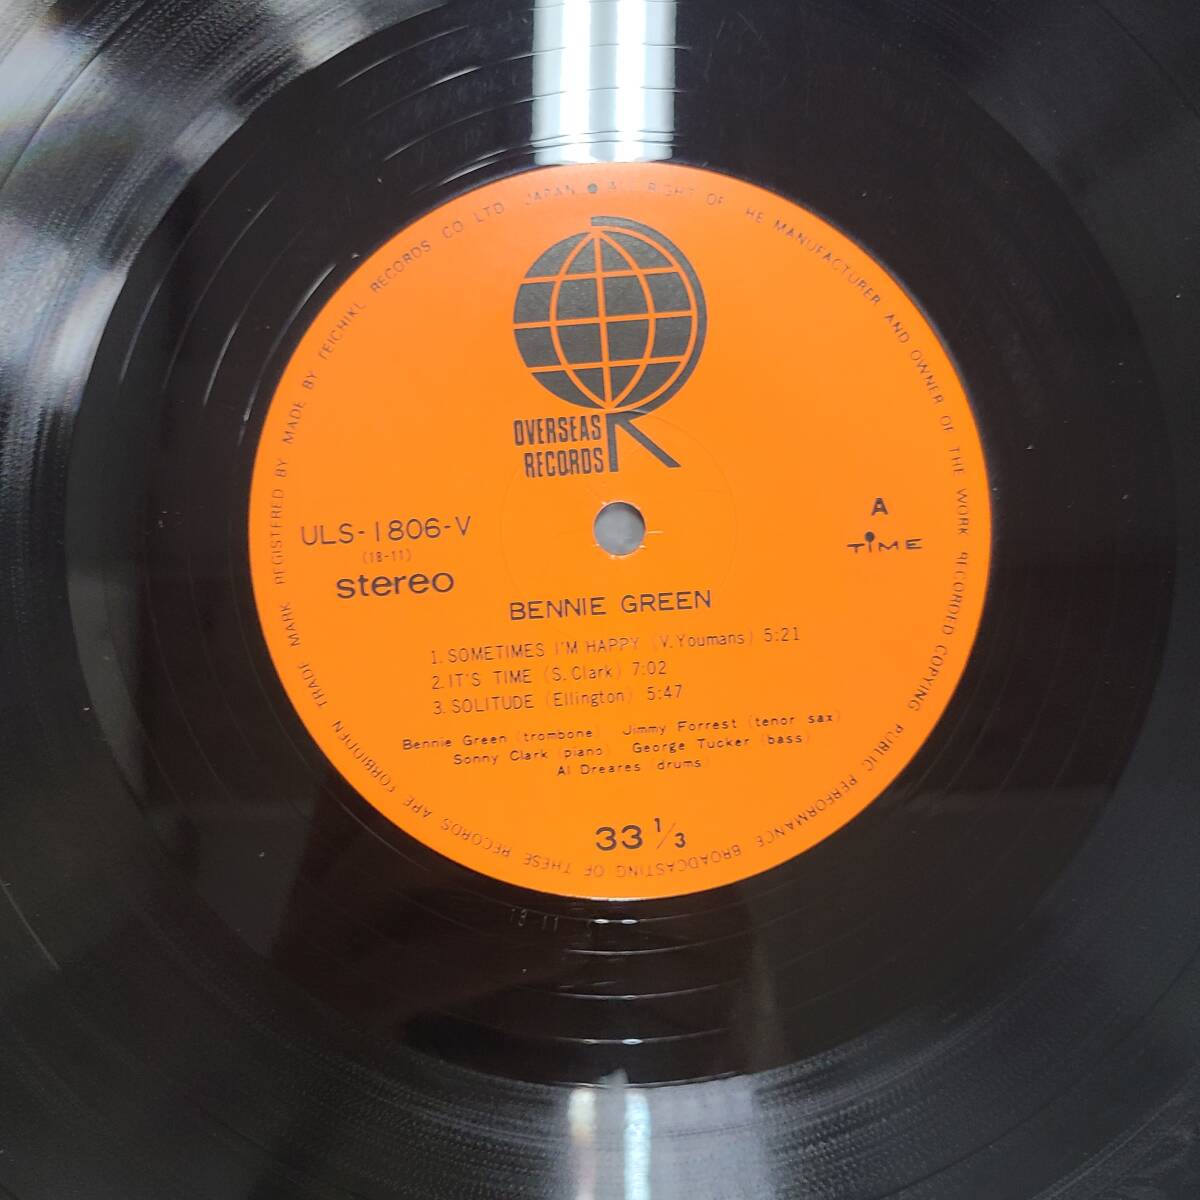 TRADE MARK REGISTERED BY MADE BY TEICHIKU RECORDS CO LTD JAPAN ● ALL RIGHT OF HE MANUFACTURER AND OWNER OF THE WORK RECORDED COPYING PUBLIC PERFORMANCE BROADCASTING OF THESE RECORDS ARE FORBIDDEN
R
OVERSEAS
RECORDS
ULS-1806-V
(18-11)
stereo
A
TIME
BENNIE GREEN
1. SOMETIMES I'M HAPPY (V. Youmans) 5:21
2. IT'S TIME (S. Clark) 7:02
3. SOLITUDE (Ellington) 5:47
Bennie Green (trombone) Jimmy Forrest (tenor sax)
Sonny Clark (piano) George Tucker (bass)
Al Dreares (drums)
33 1/3
18-11